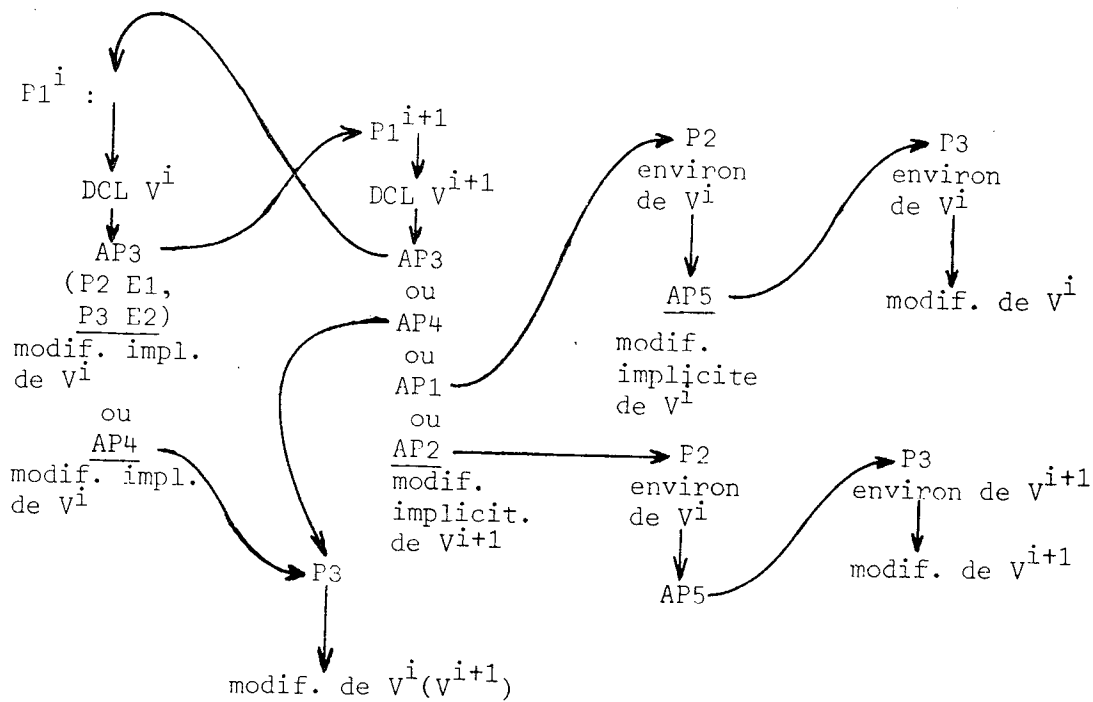 P1^i :
DCL V^i
AP3
(P2 E1,
P3 E2)
modif. impl.
de V^i
ou
AP4
modif. impl.
de V^i
P1^{i+1}
DCL V^{i+1}
AP3
ou
AP4
ou
AP1
ou
AP2
modif.
implicit.
de V^{i+1}
P3
modif. de V^i(V^{i+1})
P2
environ
de V^i
AP5
modif.
implicite
de V^i
P3
environ
de V^i
modif. de V^i
P2
environ
de V^i
AP5
P3
environ de V^{i+1}
modif. de V^{i+1}